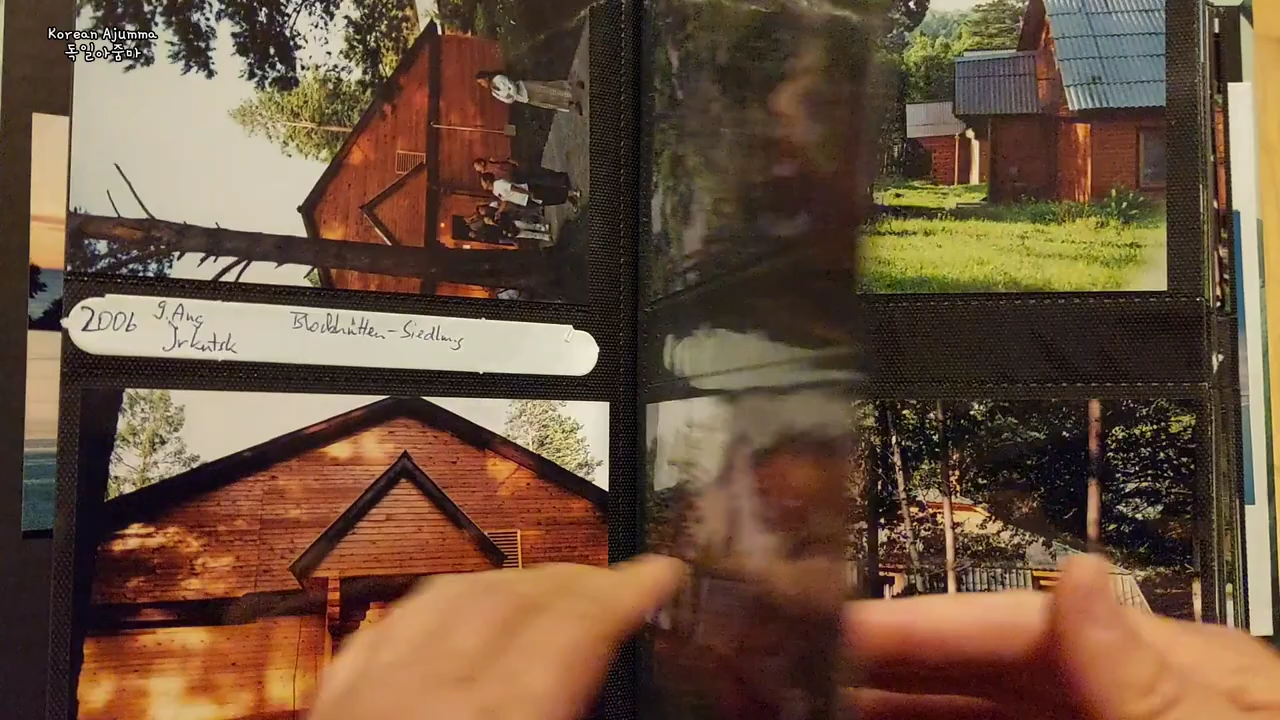 Korean Ajumma
독일아줌마
2006 9. Aug Blockhütten-Siedlung
Irkutsk